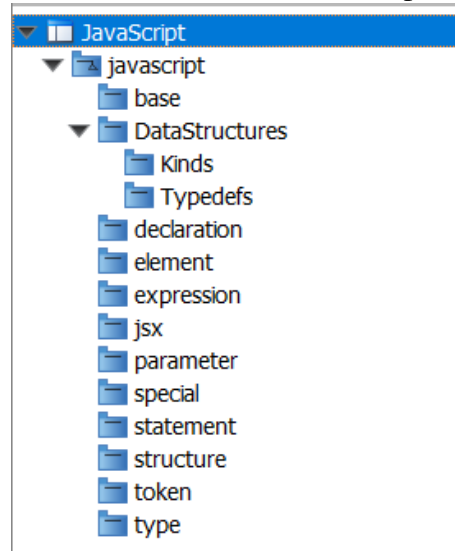 JavaScript
javascript
base
DataStructures
Kinds
Typedefs
declaration
element
expression
jsx
parameter
special
statement
structure
token
type